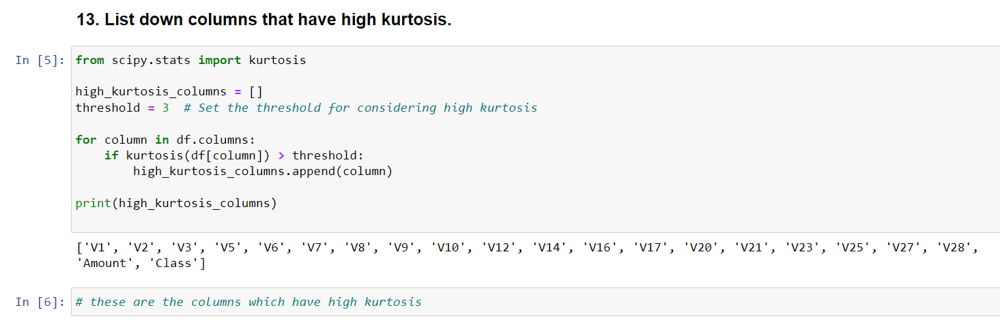 13. List down columns that have high kurtosis.
In [5]: from scipy.stats import kurtosis
high_kurtosis_columns = []
threshold = 3  # Set the threshold for considering high kurtosis
for column in df.columns:
    if kurtosis(df[column]) > threshold:
        high_kurtosis_columns.append(column)
print(high_kurtosis_columns)
['V1', 'V2', 'V3', 'V5', 'V6', 'V7', 'V8', 'V9', 'V10', 'V12', 'V14', 'V16', 'V17', 'V20', 'V21', 'V23', 'V25', 'V27', 'V28',
'Amount', 'Class']
In [6]: # these are the columns which have high kurtosis